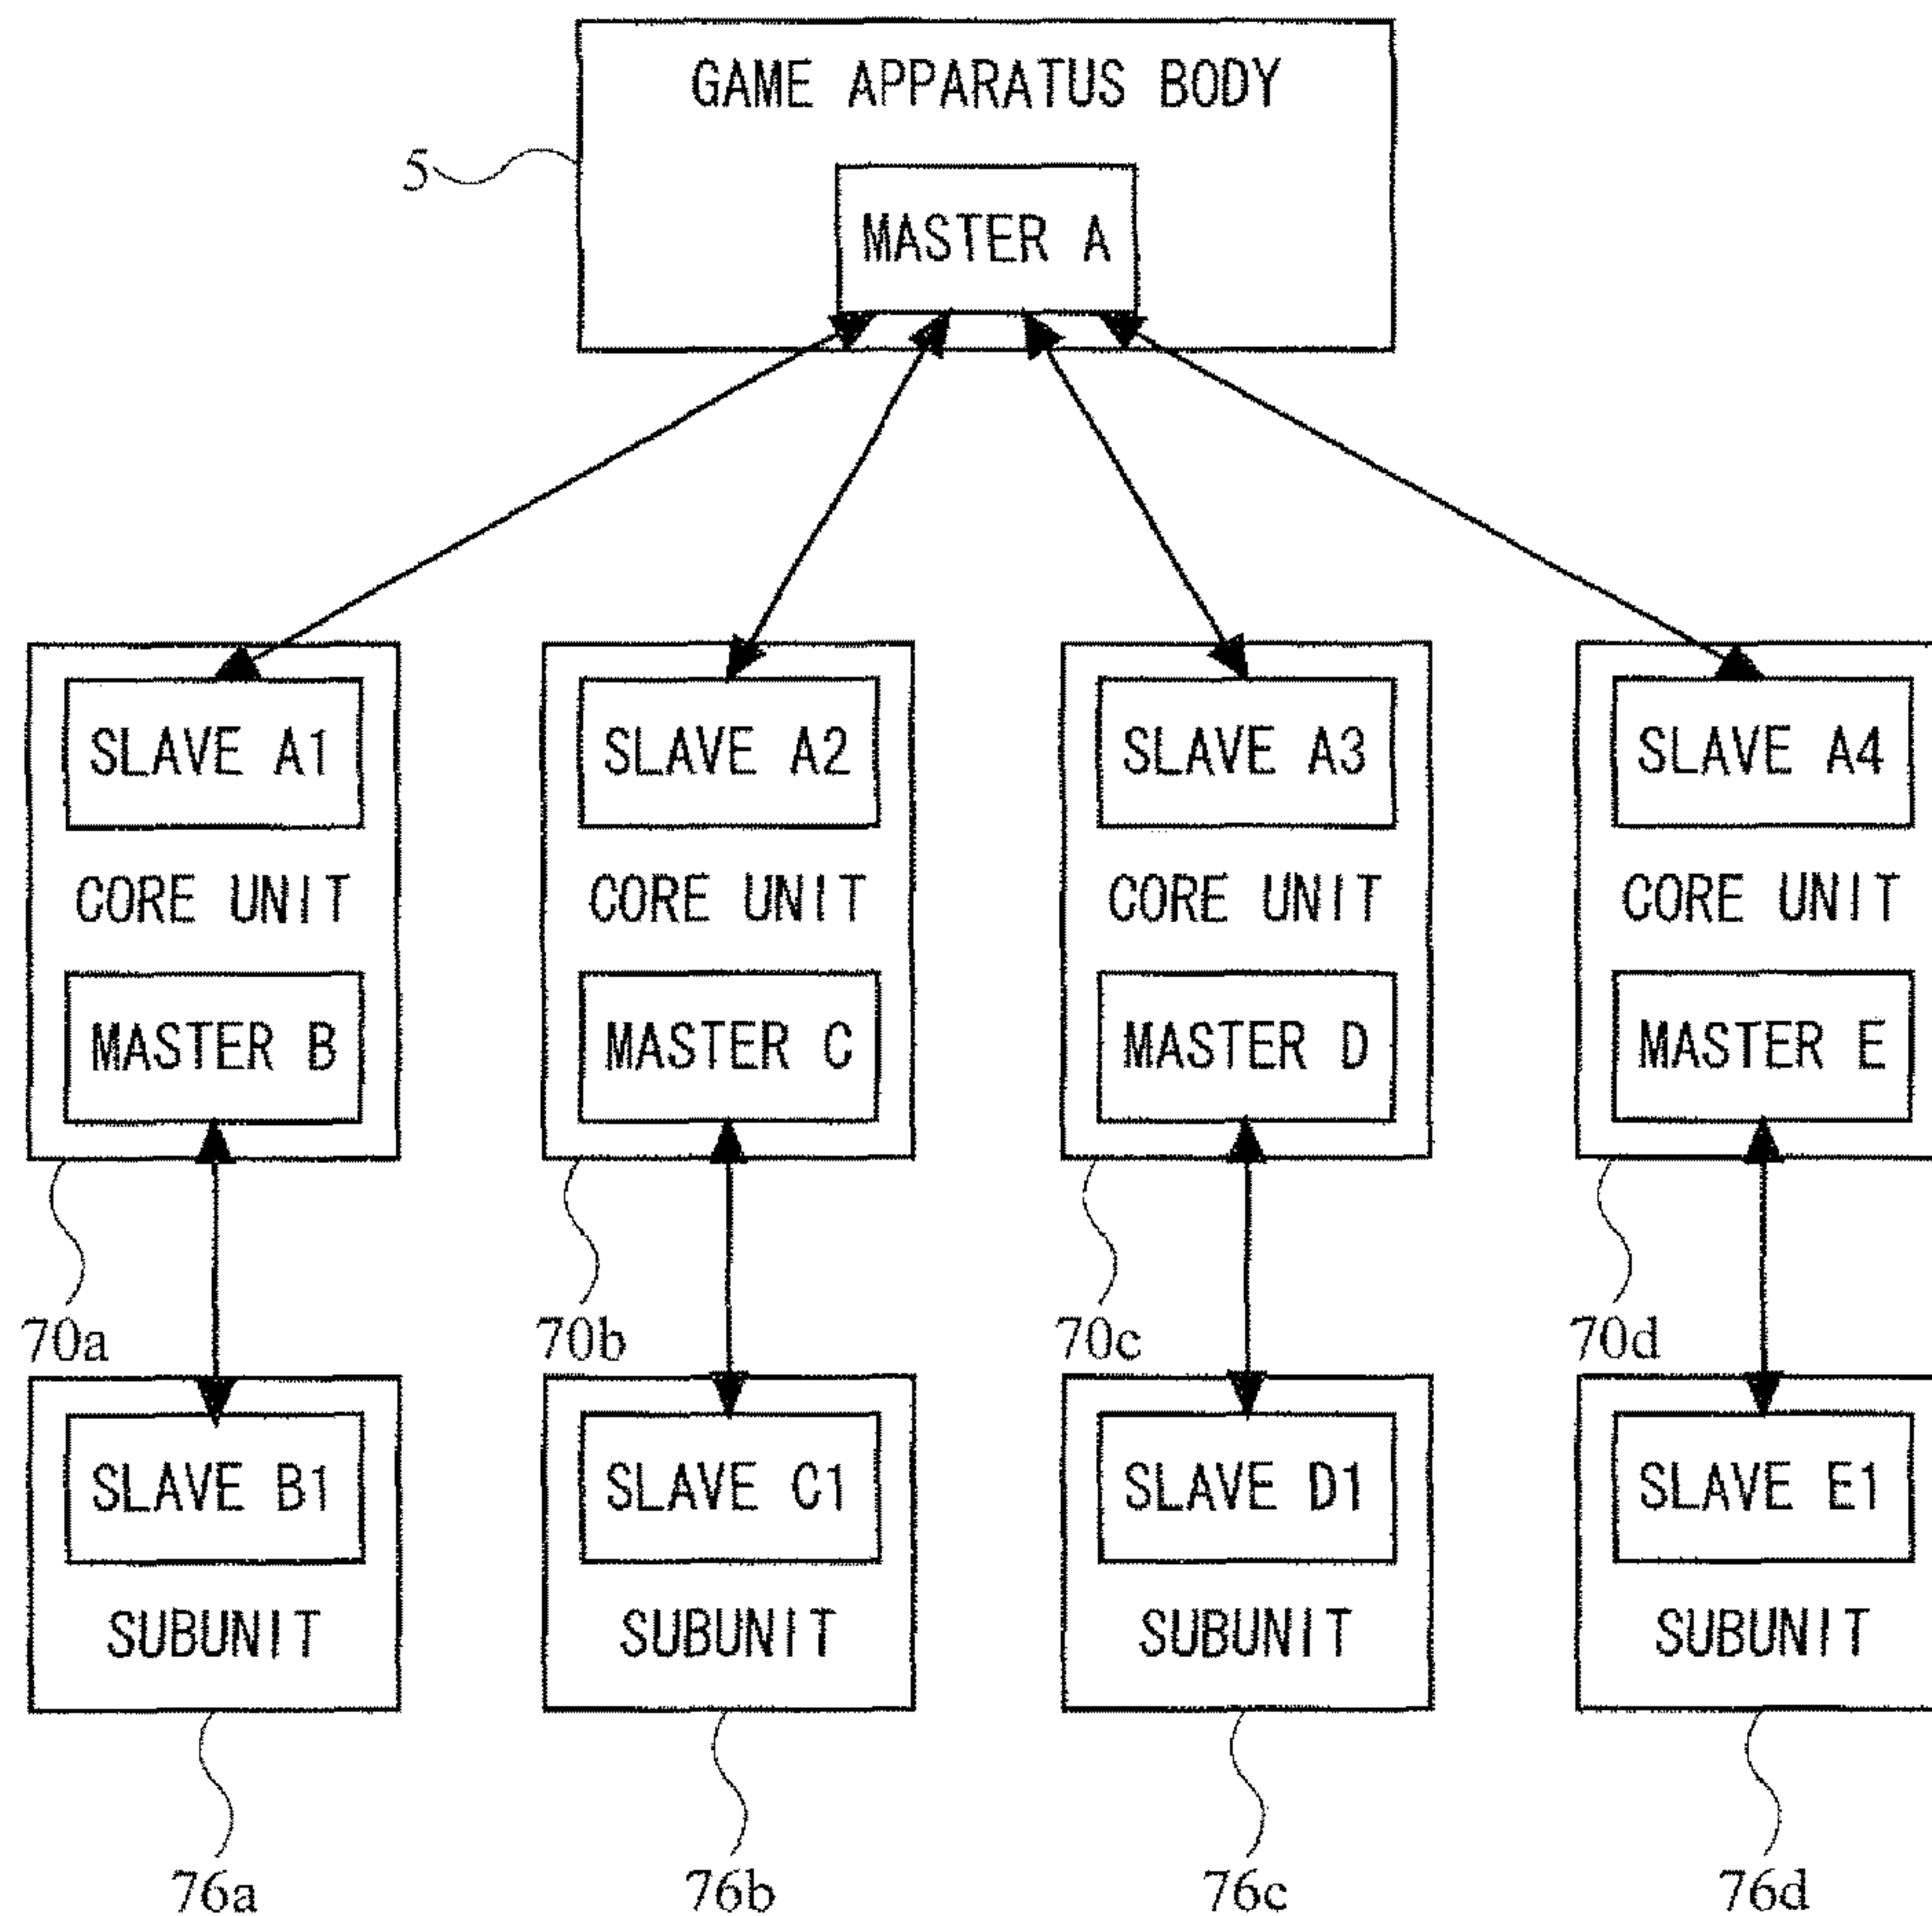 GAME APPARATUS BODY
5
MASTER A
SLAVE A1
SLAVE A2
SLAVE A3
SLAVE A4
CORE UNIT
CORE UNIT
CORE UNIT
CORE UNIT
MASTER B
MASTER C
MASTER D
MASTER E
70a
70b
70c
70d
SLAVE B1
SLAVE C1
SLAVE D1
SLAVE E1
SUBUNIT
SUBUNIT
SUBUNIT
SUBUNIT
76a
76b
76c
76d